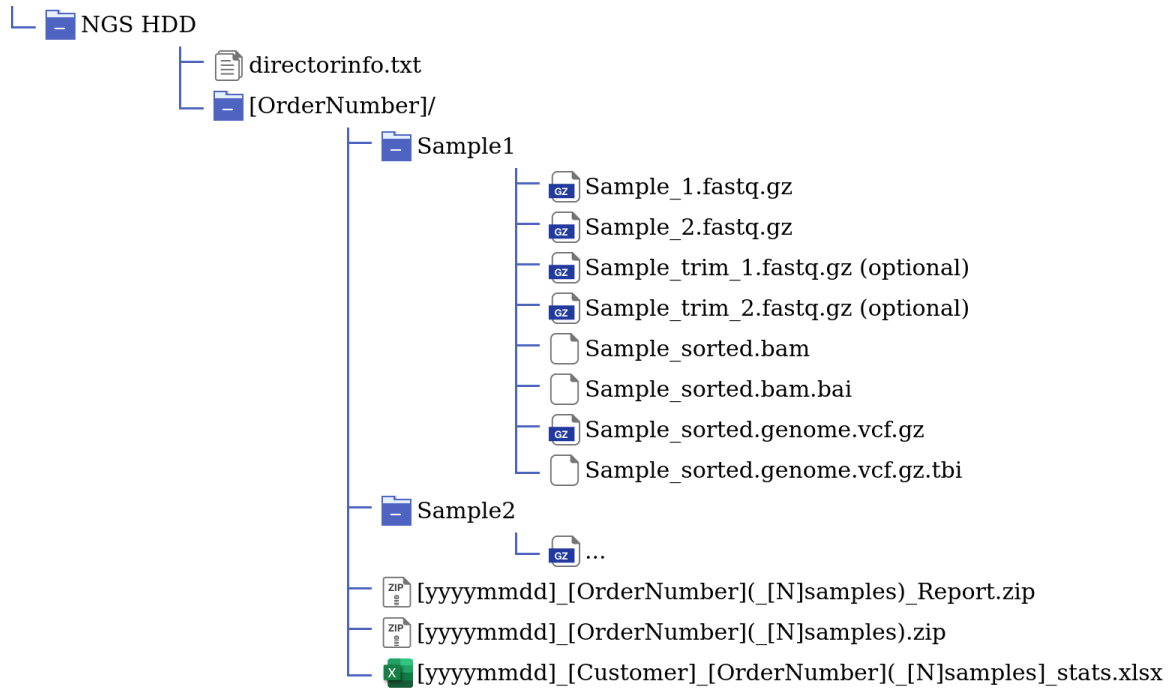 NGS HDD
directorinfo.txt
[OrderNumber]/
Sample1
GZ Sample_1.fastq.gz
GZ Sample_2.fastq.gz
GZ Sample_trim_1.fastq.gz (optional)
GZ Sample_trim_2.fastq.gz (optional)
Sample_sorted.bam
Sample_sorted.bam.bai
GZ Sample_sorted.genome.vcf.gz
Sample_sorted.genome.vcf.gz.tbi
Sample2
GZ ...
ZIP [yyyymmdd]_[OrderNumber](_[N]samples)_Report.zip
ZIP [yyyymmdd]_[OrderNumber](_[N]samples).zip
X [yyyymmdd]_[Customer]_[OrderNumber](_[N]samples]_stats.xlsx